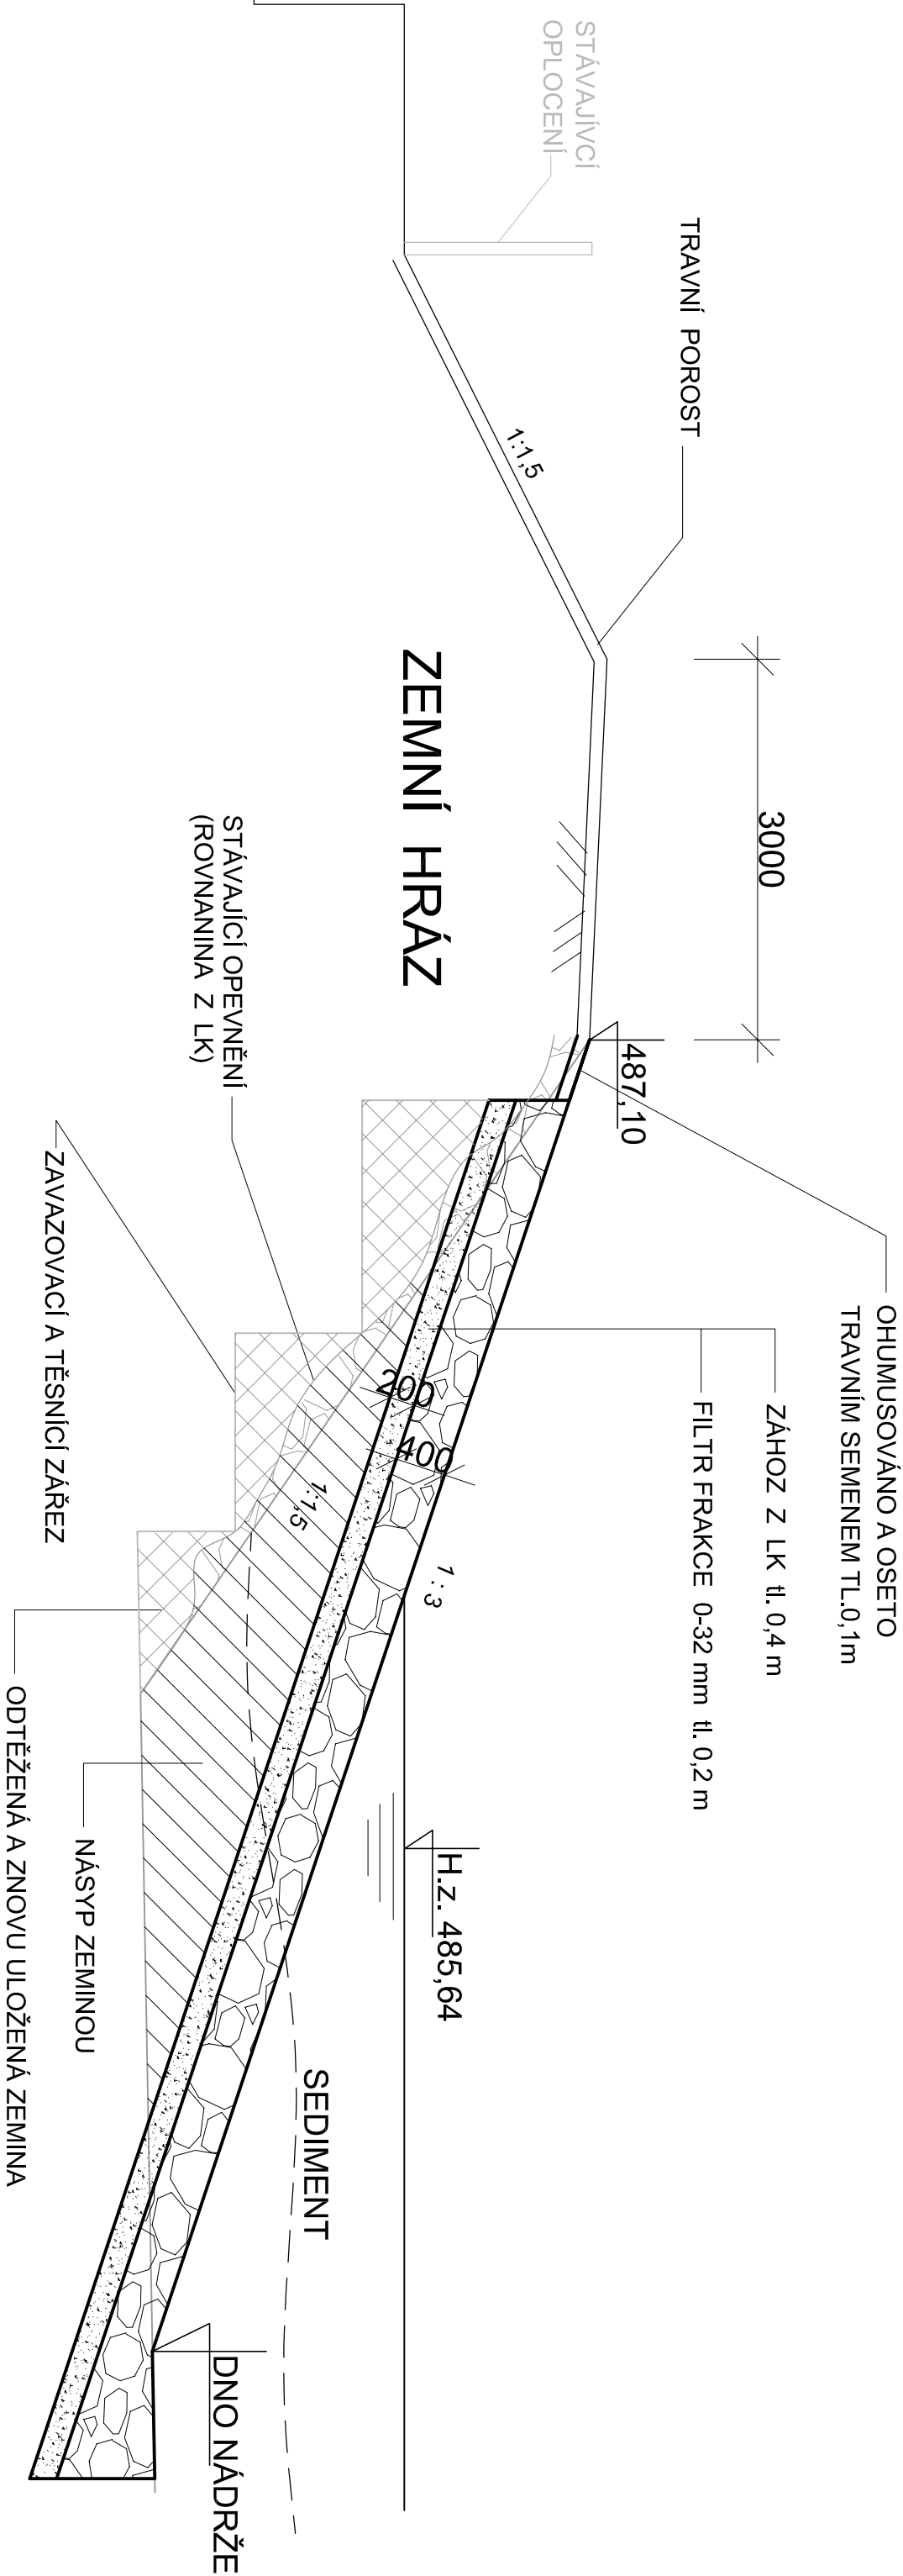 STÁVAJÍVCÍ
OPLOCENÍ
TRAVNÍ POROST
1:1,5
3000
ZEMNÍ HRÁZ
487,10
OHUMUSOVÁNO A OSETO
TRAVNÍM SEMENEM TL.0,1m
ZÁHOZ Z LK tl. 0,4 m
FILTR FRAKCE 0-32 mm tl. 0,2 m
STÁVAJÍCÍ OPEVNĚNÍ
(ROVNANINA Z LK)
ZAVAZOVACÍ A TĚSNÍCÍ ZÁŘEZ
200
400
1:1,5
1 : 3
H.z. 485,64
SEDIMENT
DNO NÁDRŽE
NÁSYP ZEMINOU
ODTĚŽENÁ A ZNOVU ULOŽENÁ ZEMINA